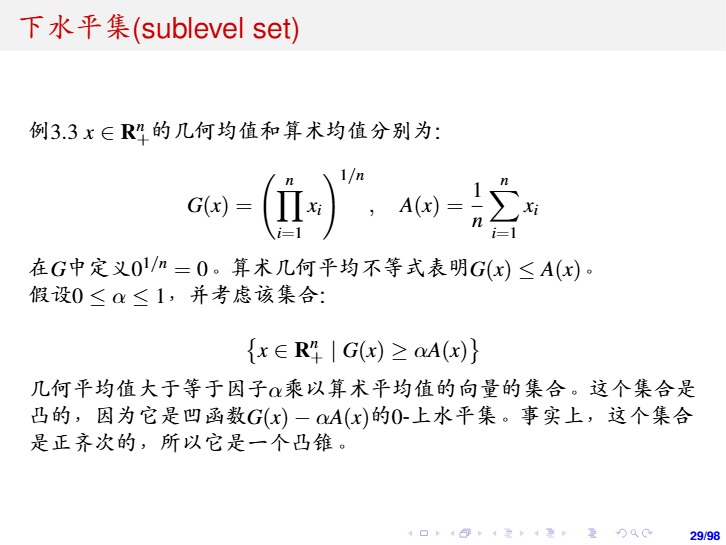 下水平集(sublevel set)
例3.3 x ∈ R₊ⁿ 的几何均值和算术均值分别为:
G(x) = (∏_{i=1}^{n} x_i)^{1/n} , A(x) = \frac{1}{n} ∑_{i=1}^{n} x_i
在G中定义0^{1/n} = 0。算术几何平均不等式表明G(x) ≤ A(x)。
假设0 ≤ α ≤ 1，并考虑该集合:
{x ∈ R₊ⁿ | G(x) ≥ αA(x)}
几何平均值大于等于因子α乘以算术平均值的向量的集合。这个集合是
凸的，因为它是凹函数G(x) − αA(x)的0-上水平集。事实上，这个集合
是正齐次的，所以它是一个凸锥。
29/98